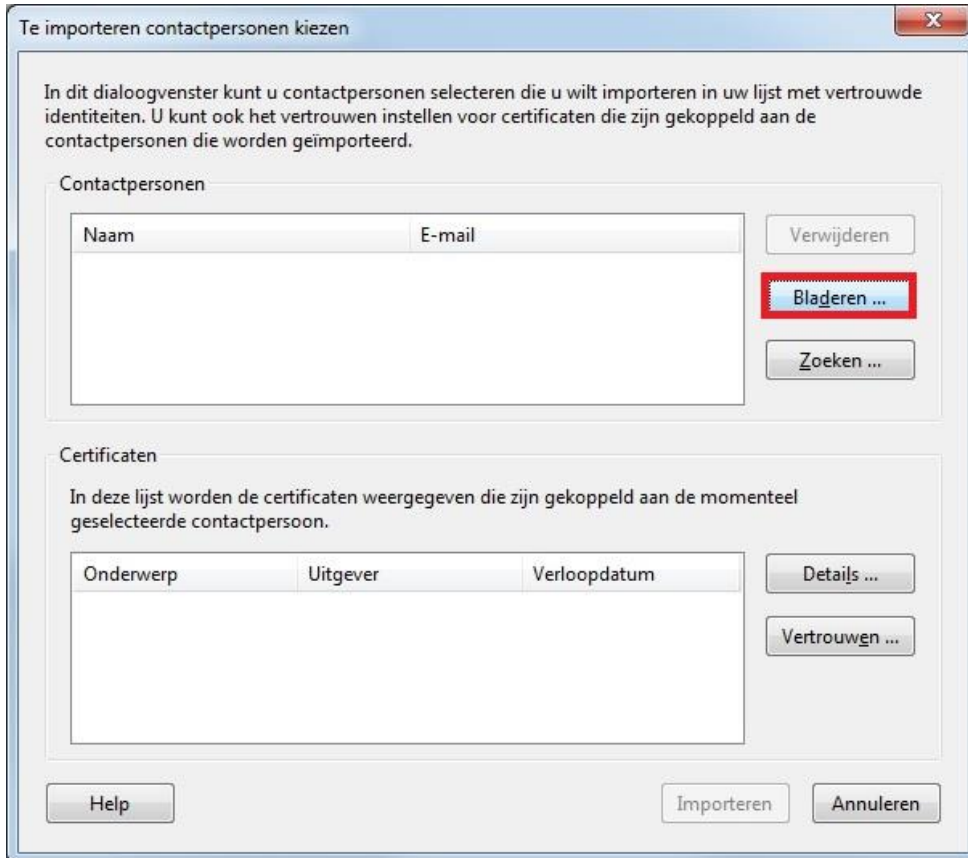 Te importeren contactpersonen kiezen
In dit dialoogvenster kunt u contactpersonen selecteren die u wilt importeren in uw lijst met vertrouwde
identiteiten. U kunt ook het vertrouwen instellen voor certificaten die zijn gekoppeld aan de
contactpersonen die worden geïmporteerd.
Contactpersonen
Naam E-mail
Verwijderen
Bladeren ...
Zoeken ...
Certificaten
In deze lijst worden de certificaten weergegeven die zijn gekoppeld aan de momenteel
geselecteerde contactpersoon.
Onderwerp Uitgever Verloopdatum
Details ...
Vertrouwen ...
Help Importeren Annuleren